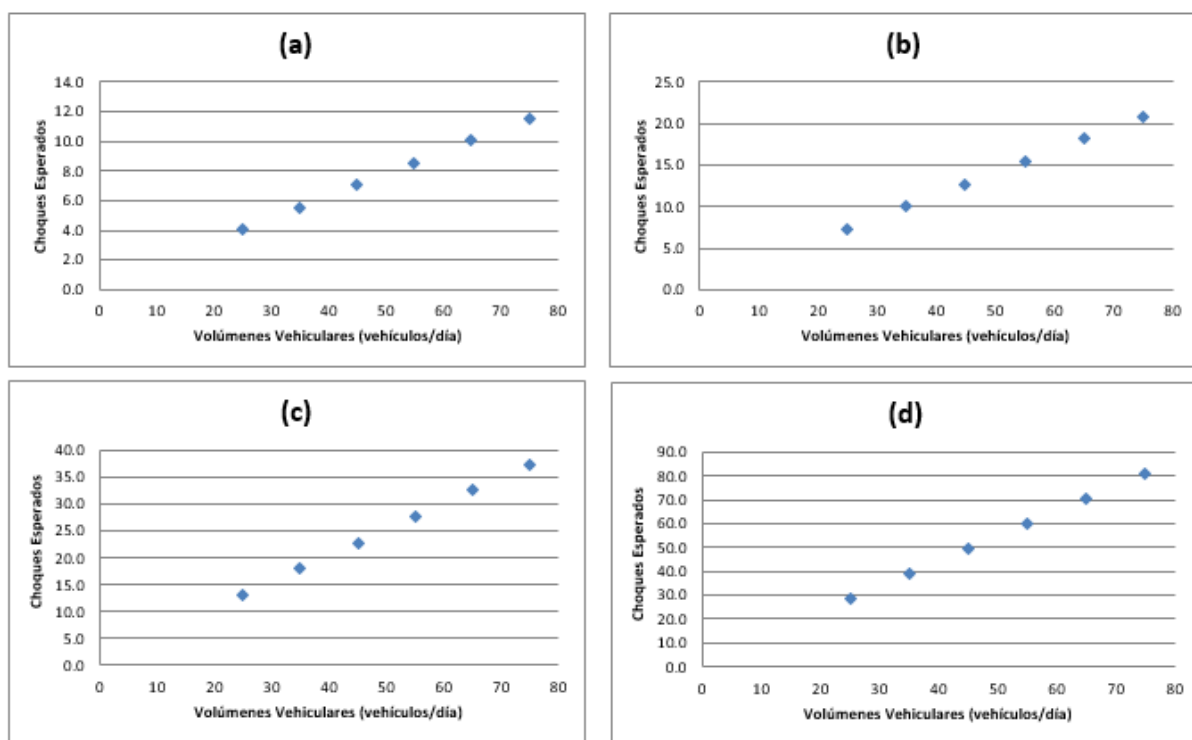 (a)
14.0
12.0
10.0
8.0
6.0
4.0
2.0
0.0
Choques Esperados
0 10 20 30 40 50 60 70 80
Volúmenes Vehiculares (vehículos/día)
(b)
25.0
20.0
15.0
10.0
5.0
0.0
Choques Esperados
0 10 20 30 40 50 60 70 80
Volúmenes Vehiculares (vehículos/día)
(c)
40.0
35.0
30.0
25.0
20.0
15.0
10.0
5.0
0.0
Choques Esperados
0 10 20 30 40 50 60 70 80
Volúmenes Vehiculares (vehículos/día)
(d)
90.0
80.0
70.0
60.0
50.0
40.0
30.0
20.0
10.0
0.0
Choques Esperados
0 10 20 30 40 50 60 70 80
Volúmenes Vehiculares (vehículos/día)